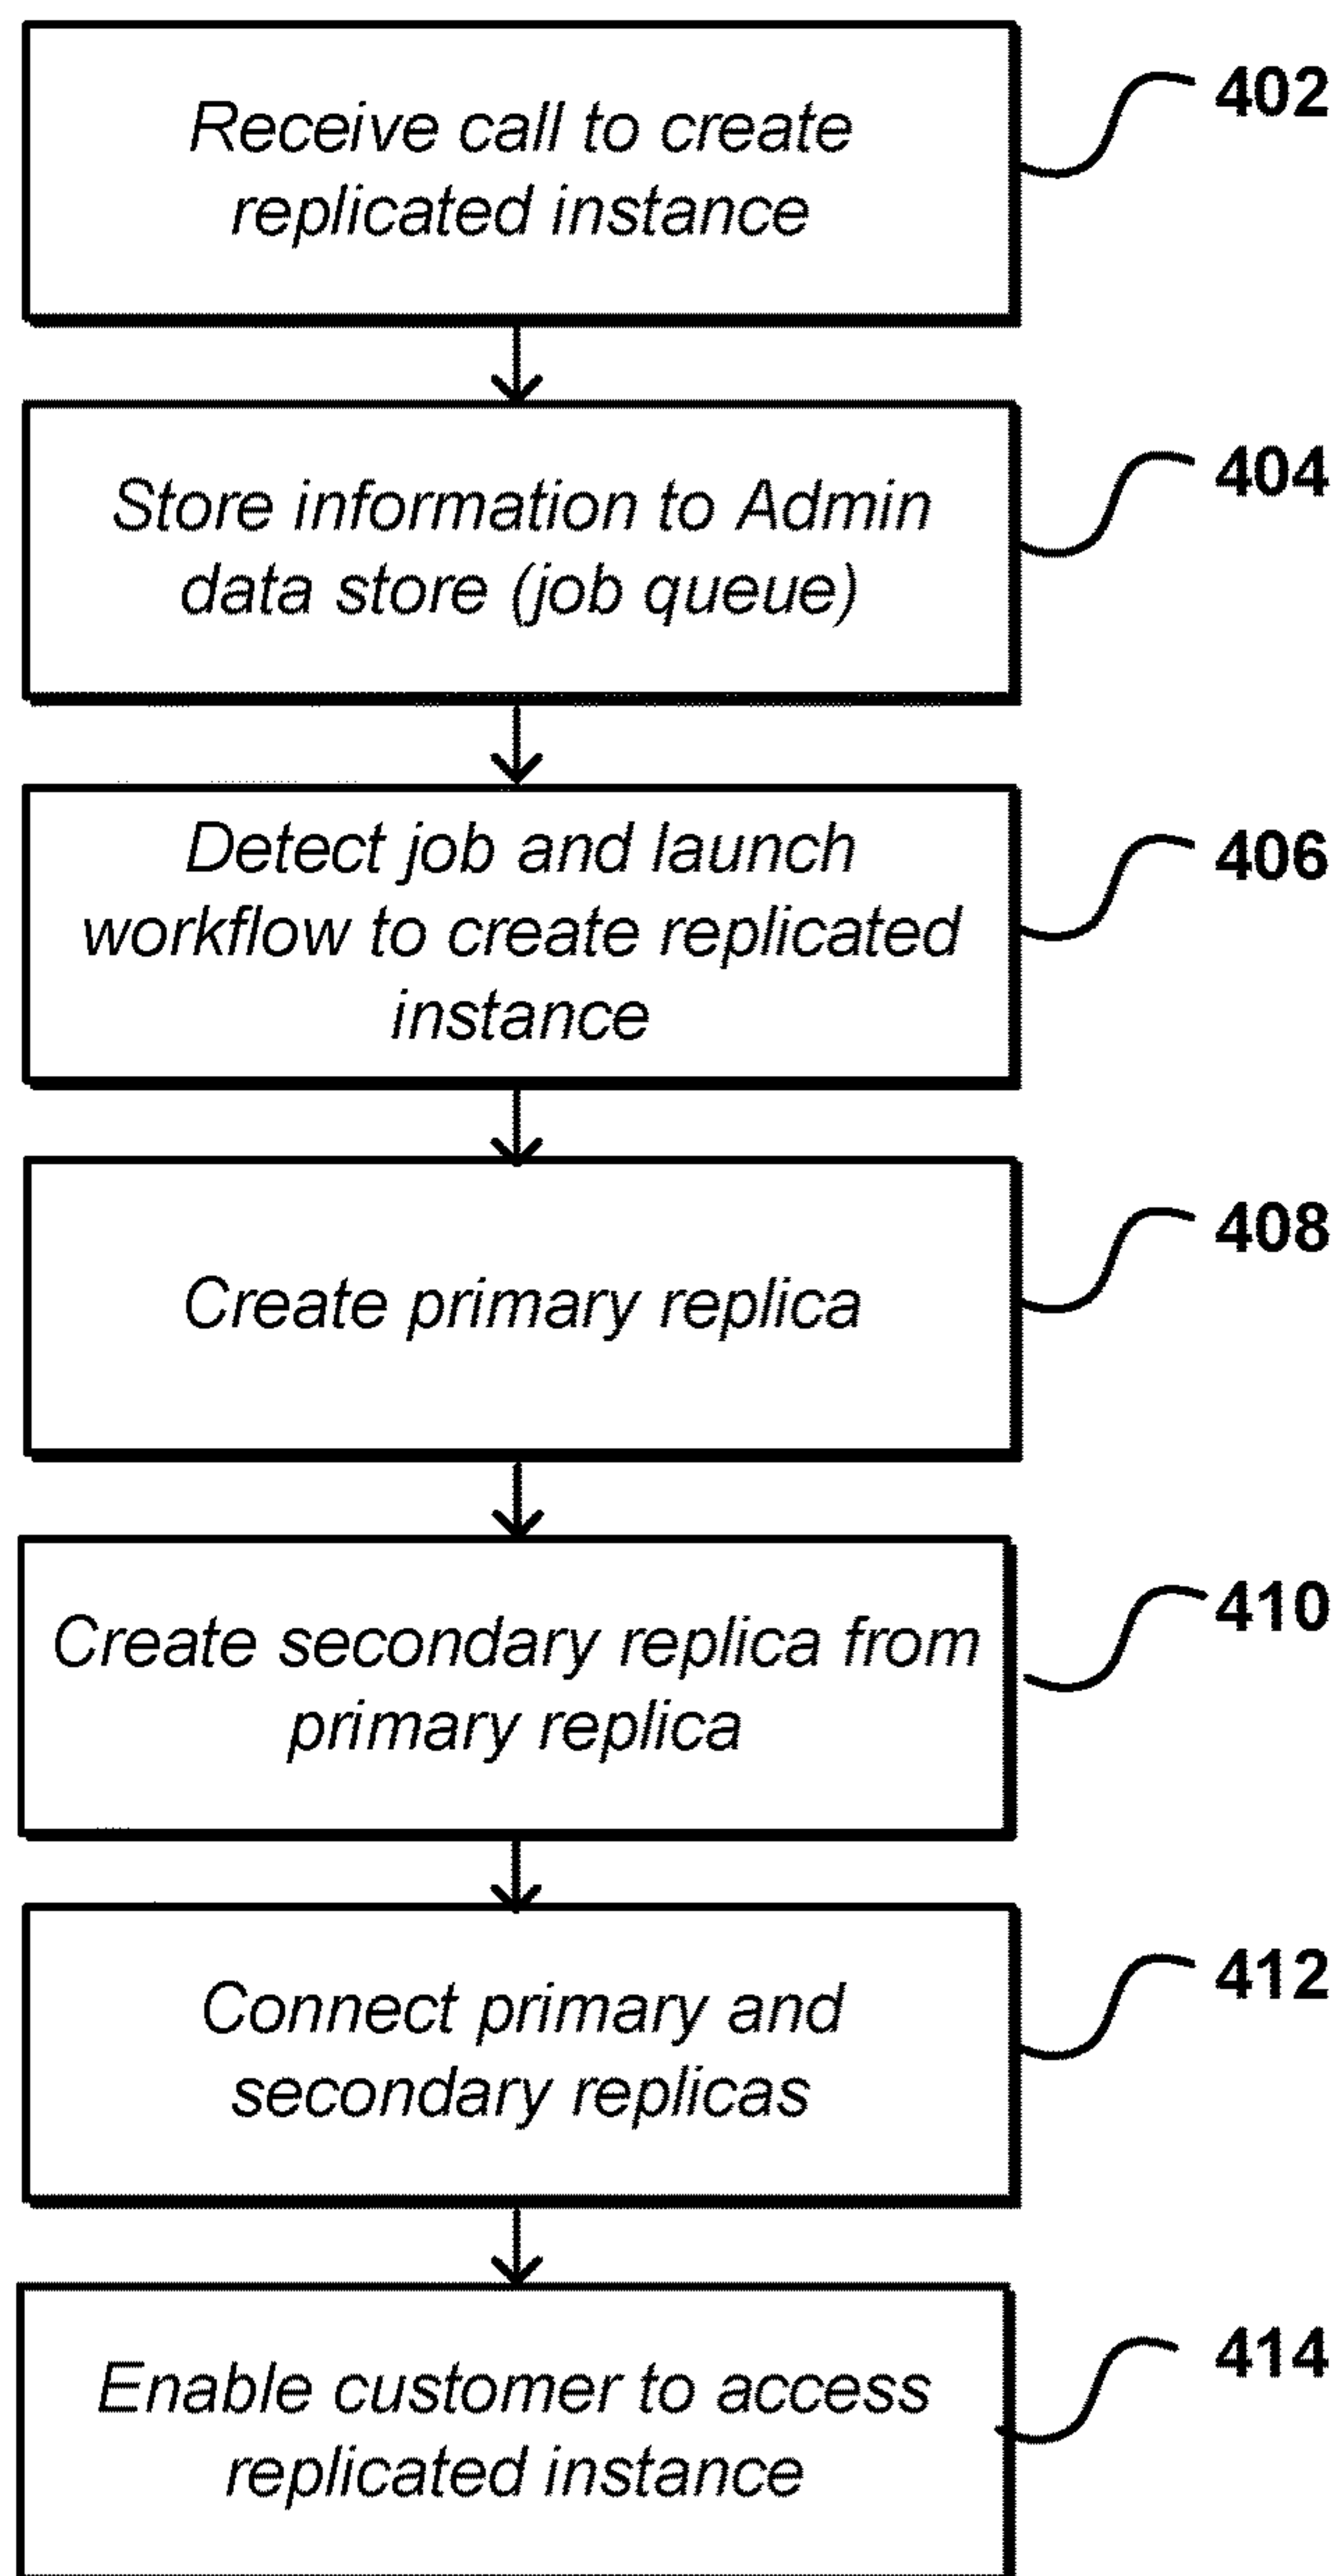 Receive call to create
replicated instance
402
Store information to Admin
data store (job queue)
404
Detect job and launch
workflow to create replicated
instance
406
Create primary replica
408
Create secondary replica from
primary replica
410
Connect primary and
secondary replicas
412
Enable customer to access
replicated instance
414